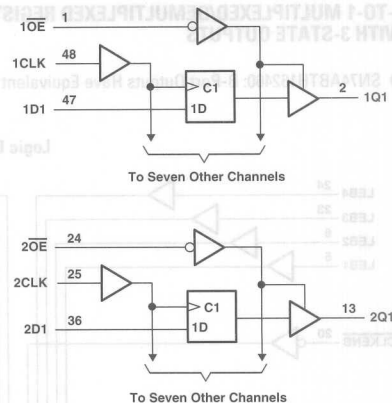 1OE 1
1CLK 48
C1
1D1 47
1D
2
1Q1
To Seven Other Channels
2OE 24
2CLK 25
C1
2D1 36
1D
13
2Q1
To Seven Other Channels